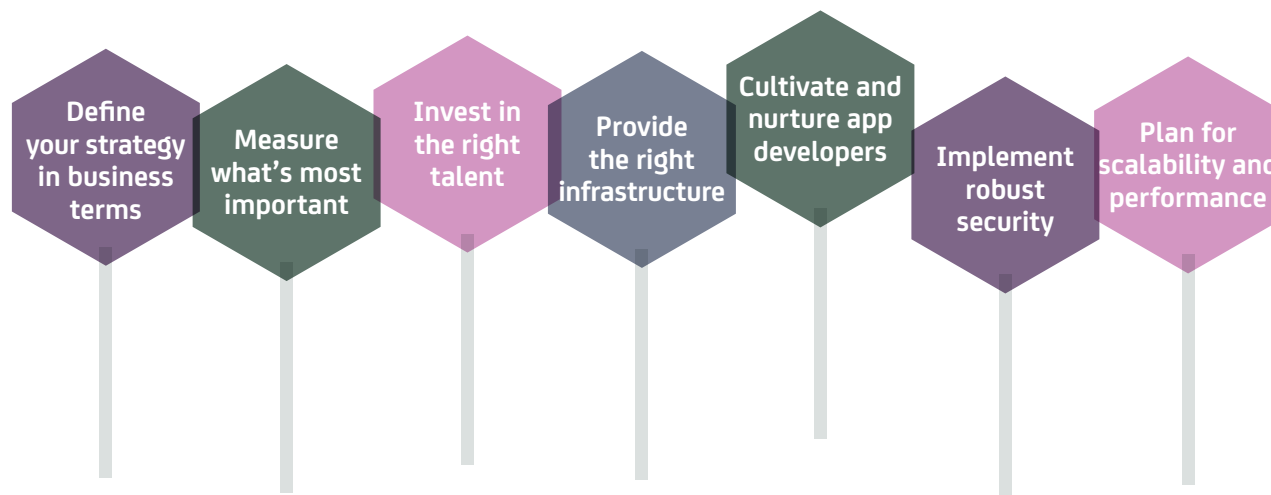 Define
your strategy
in business
terms
Measure
what's most
important
Invest in
the right
talent
Provide
the right
infrastructure
Cultivate and
nurture app
developers
Implement
robust
security
Plan for
scalability and
performance